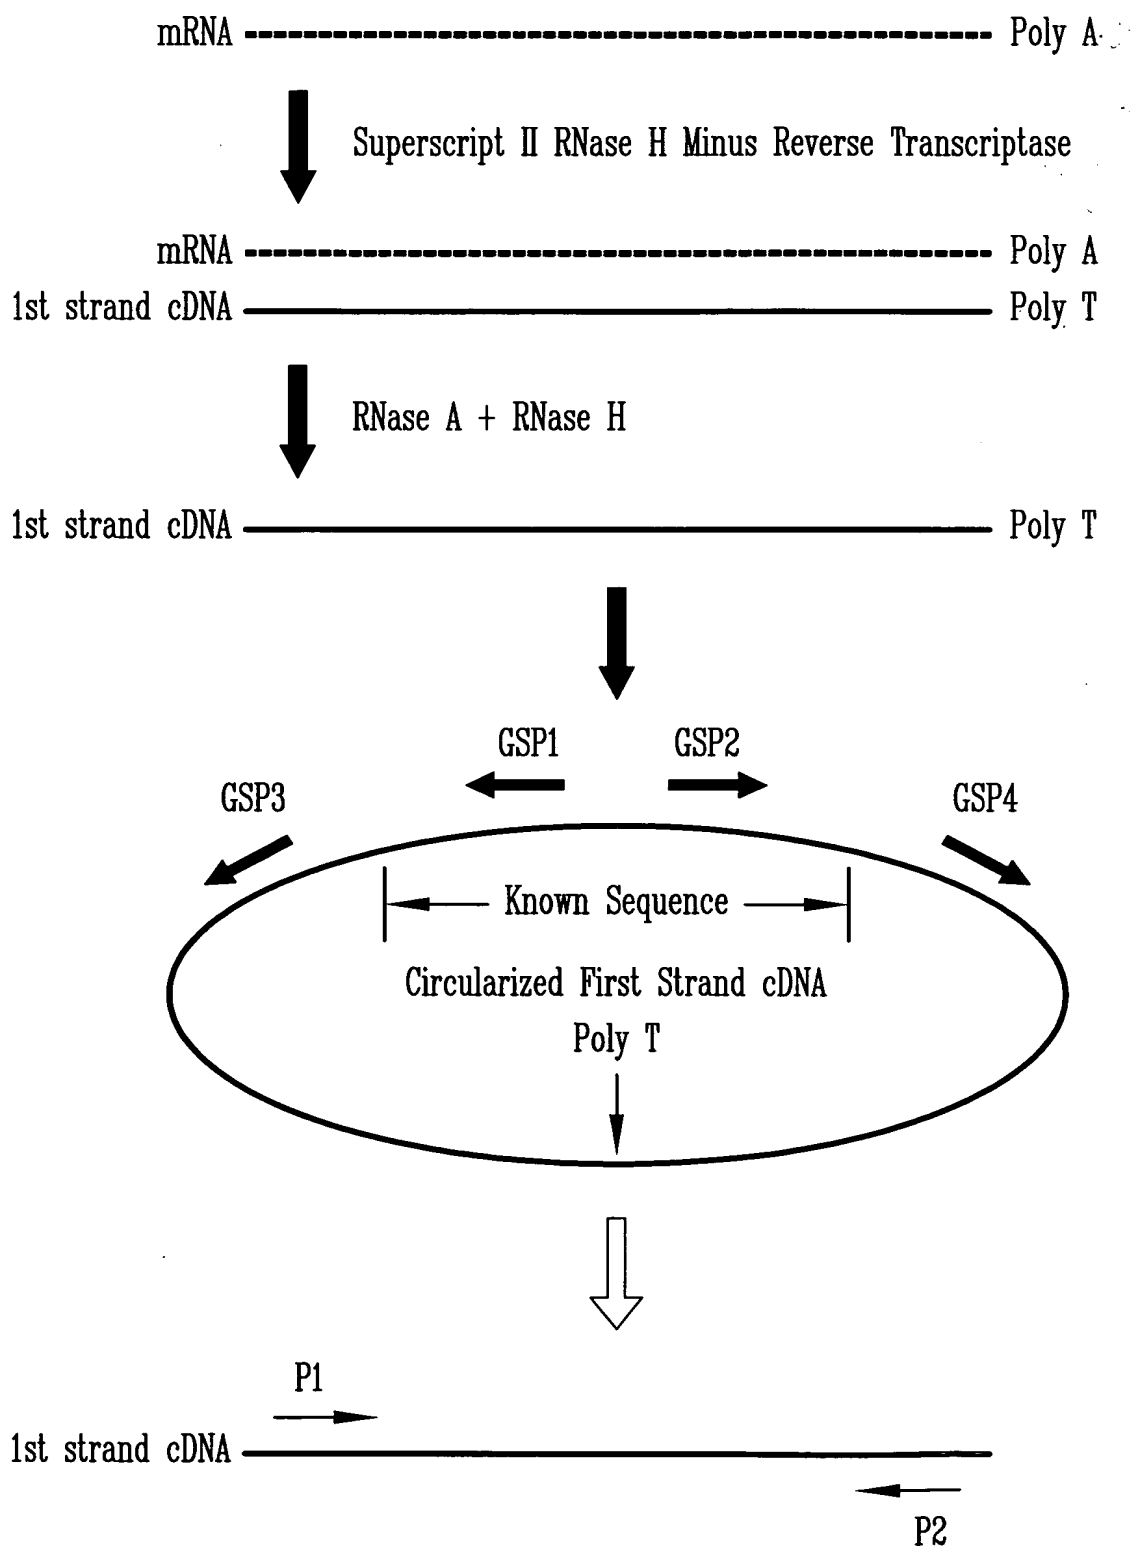 mRNA Poly A
Superscript II RNase H Minus Reverse Transcriptase
mRNA Poly A
1st strand cDNA Poly T
RNase A + RNase H
1st strand cDNA Poly T
GSP1 GSP2
GSP3 GSP4
Known Sequence
Circularized First Strand cDNA
Poly T
P1
1st strand cDNA
P2